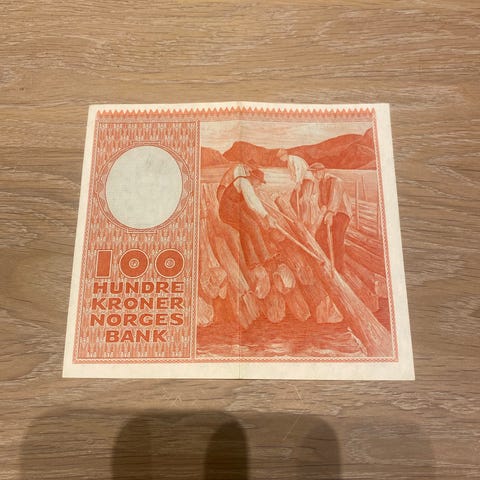 100
HUNDRE
KRONER
NORGES
BANK